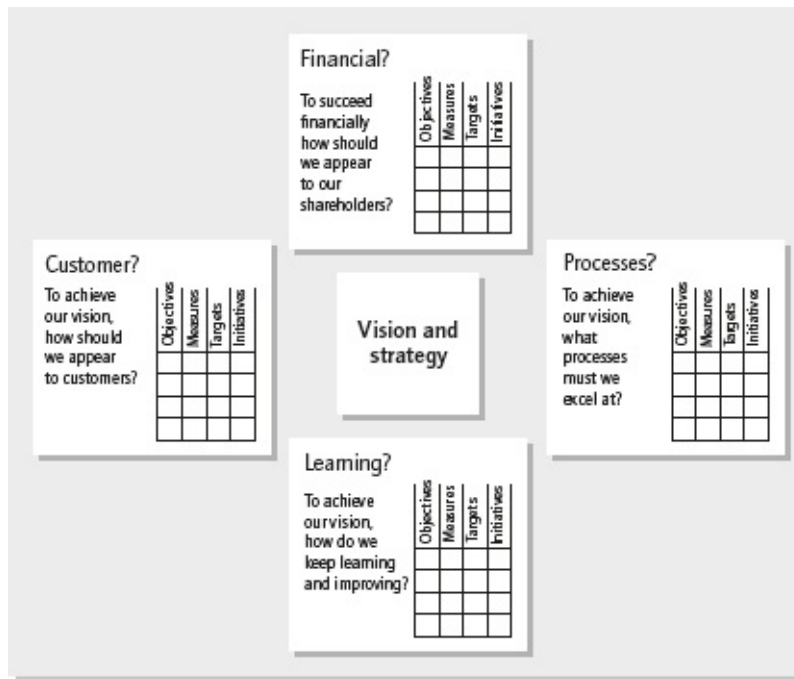 Financial?
To succeed
financially
how should
we appear
to our
shareholders?
Objectives
Measures
Targets
Initiatives
Customer?
To achieve
our vision,
how should
we appear
to customers?
Objectives
Measures
Targets
Initiatives
Vision and
strategy
Processes?
To achieve
our vision,
what
processes
must we
excel at?
Objectives
Measures
Targets
Initiatives
Learning?
To achieve
our vision,
how do we
keep learning
and improving?
Objectives
Measures
Targets
Initiatives